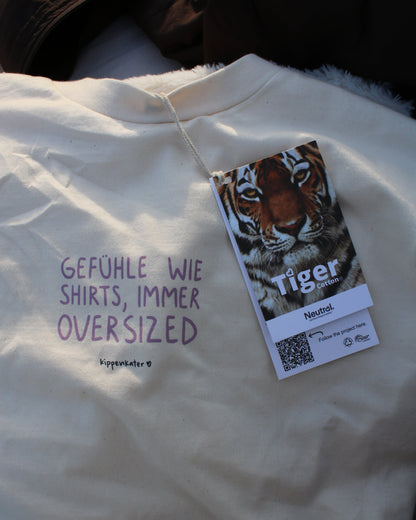 GEFÜHLE WIE
SHIRTS, IMMER
OVERSIZED
kippenkater
Tiger
Cotton
Neutral
Follow the project here.